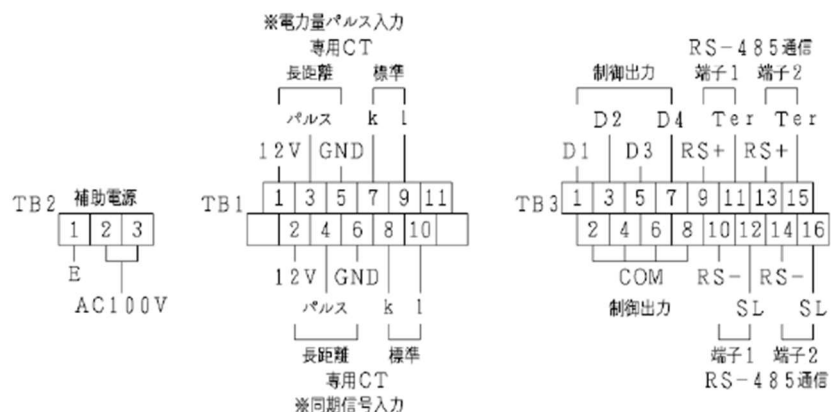 TB2
補助電源
1 2 3
E
AC100V
※電力量パルス入力
専用CT
長距離 標準
パルス k l
12V GND
TB1
1 3 5 7 9 11
2 4 6 8 10
12V GND
パルス k l
長距離 標準
専用CT
※同期信号入力
RS-485通信
制御出力 端子1 端子2
D2 D4 Ter Ter
D1 D3 RS+ RS+
TB3
1 3 5 7 9 11 13 15
2 4 6 8 10 12 14 16
COM RS- RS-
制御出力 SL SL
端子1 端子2
RS-485通信